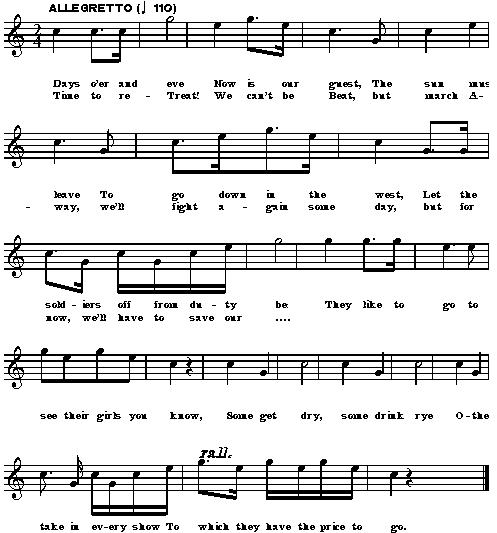 ALLEGRETTO (♩ 110)
2
4
Days o'er and eve Now is our guest, The sun mus
Time to re - Treat! We can't be Beat, but march A-
leave To go down in the west, Let the
- way, we'll fight a - gain some day, but for
rall.
sold - iers off from du - ty be They like to go to
now, we'll have to save our ....
see their girls you know, Some get dry, some drink rye O-the
take in ev-ery show To which they have the price to go.